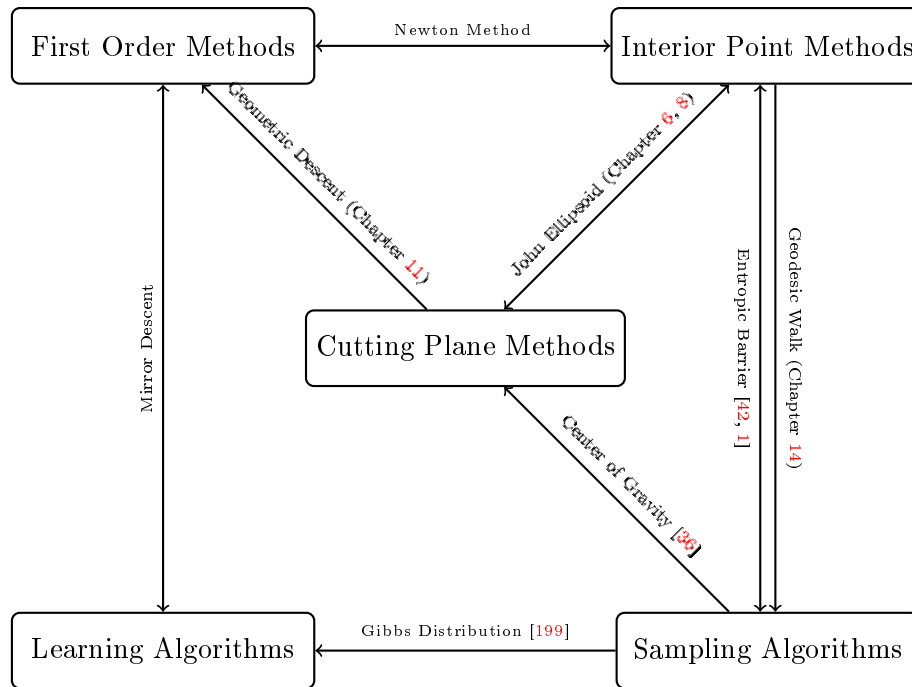 First Order Methods
Newton Method
Interior Point Methods
Geometric Descent (Chapter 11)
John Ellipsoid (Chapter 6, 8)
Mirror Descent
Cutting Plane Methods
Entropic Barrier [42, 1]
Geodesic Walk (Chapter 14)
Center of Gravity [36]
Learning Algorithms
Gibbs Distribution [199]
Sampling Algorithms